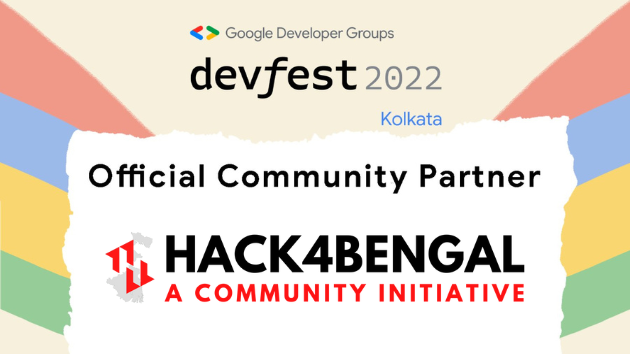 Google Developer Groups
devfest 2022
Kolkata
Official Community Partner
HACK4BENGAL
A COMMUNITY INITIATIVE